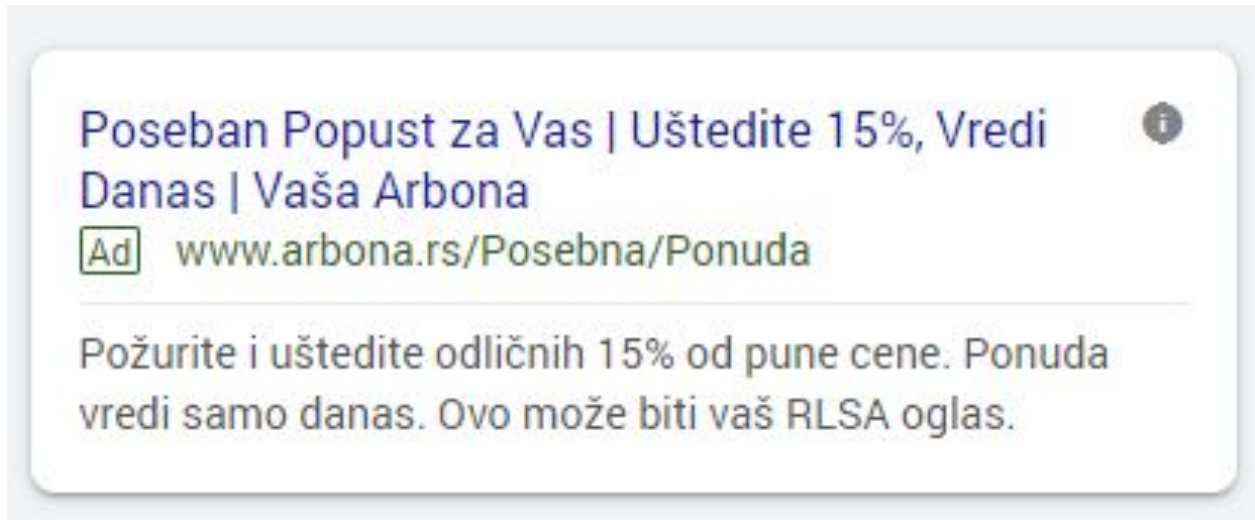 Poseban Popust za Vas | Uštedite 15%, Vredi
Danas | Vaša Arbona
Ad www.arbona.rs/Posebna/Ponuda
Požurite i uštedite odličnih 15% od pune cene. Ponuda
vredi samo danas. Ovo može biti vaš RLSA oglas.